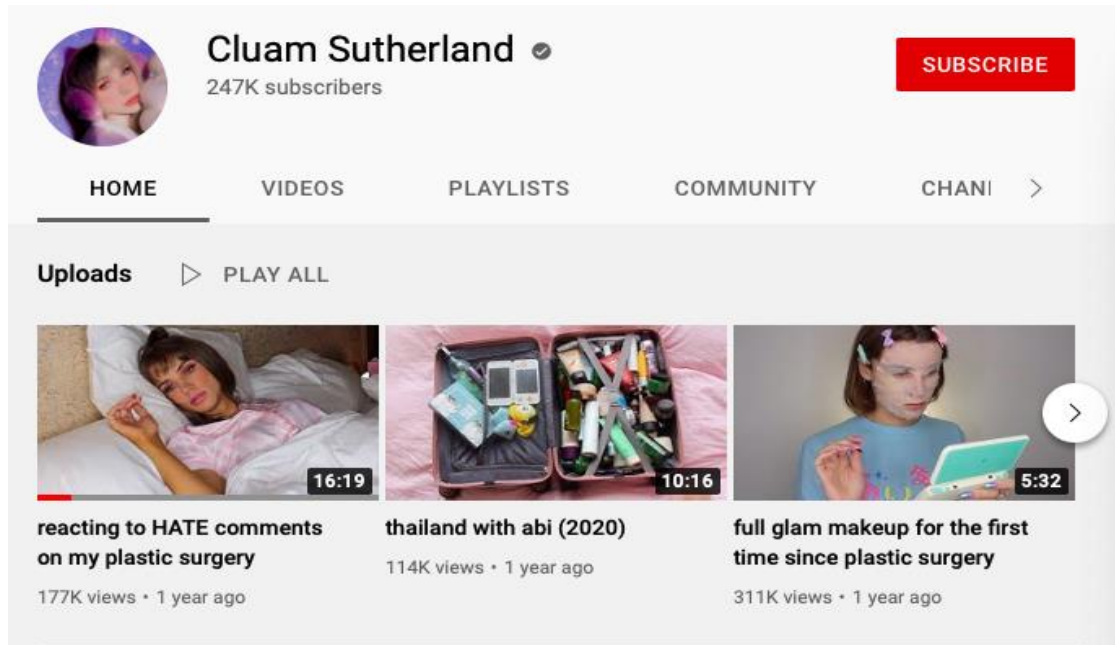 Cluam Sutherland
247K subscribers
SUBSCRIBE
HOME VIDEOS PLAYLISTS COMMUNITY CHANI
Uploads PLAY ALL
16:19
10:16
5:32
reacting to HATE comments
on my plastic surgery
177K views • 1 year ago
thailand with abi (2020)
114K views • 1 year ago
full glam makeup for the first
time since plastic surgery
311K views • 1 year ago